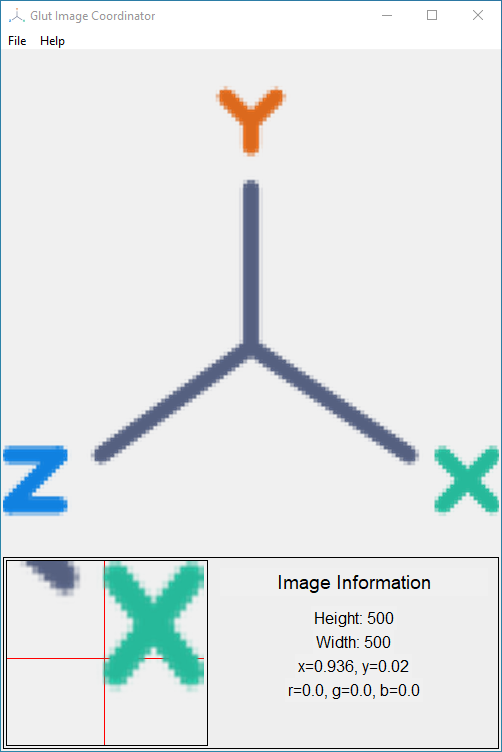 Glut Image Coordinator
File Help
Y
Z X
X
Image Information
Height: 500
Width: 500
x=0.936, y=0.02
r=0.0, g=0.0, b=0.0